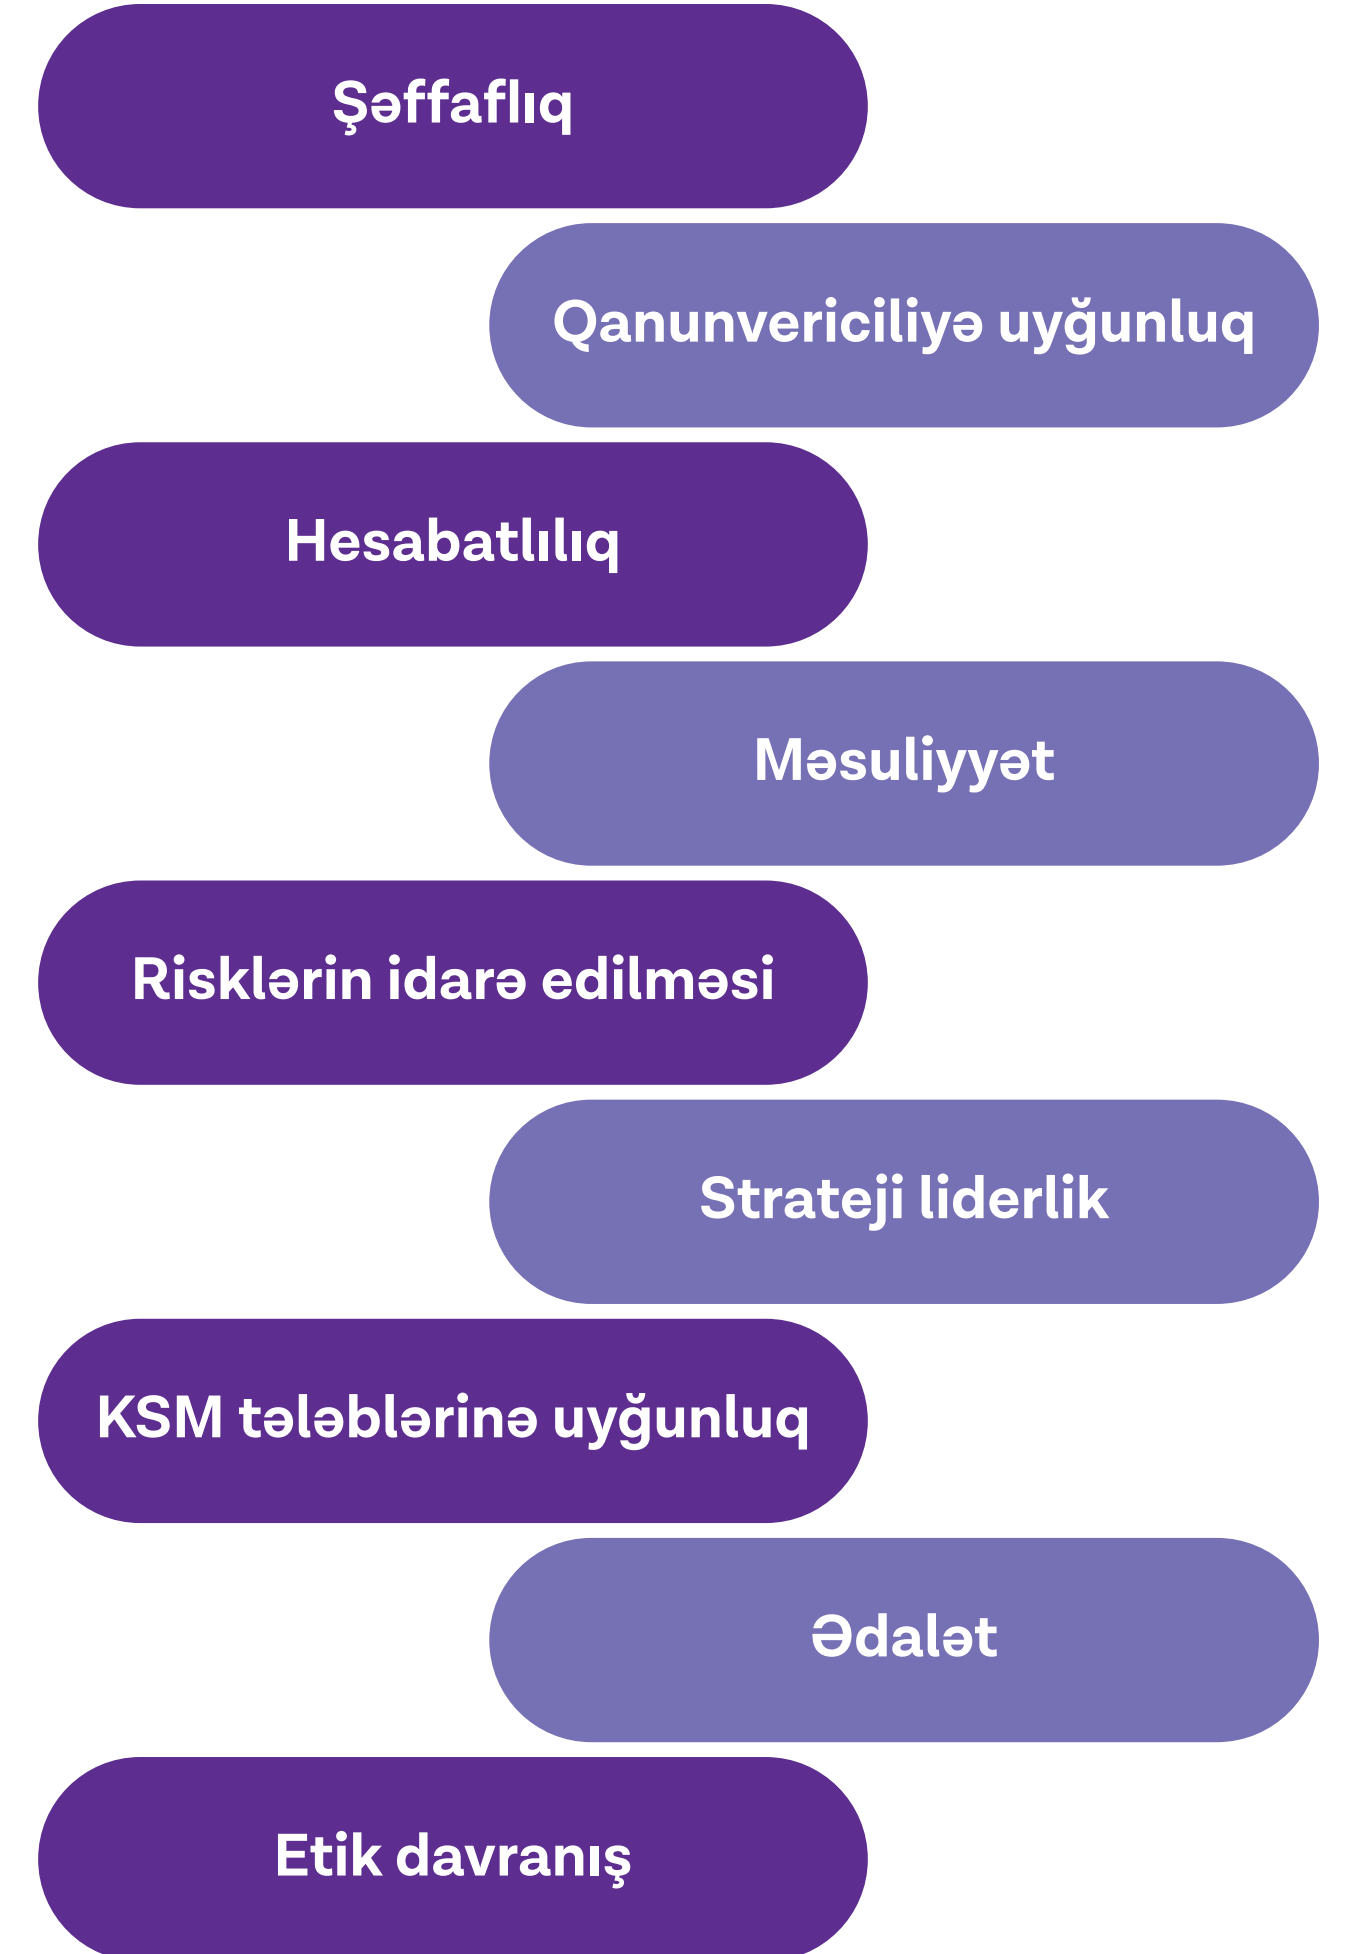 Şəffaflıq
Qanunvericiliyə uyğunluq
Hesabatlılıq
Məsuliyyət
Risklərin idarə edilməsi
Strateji liderlik
KSM tələblərinə uyğunluq
Ədalət
Etik davranış